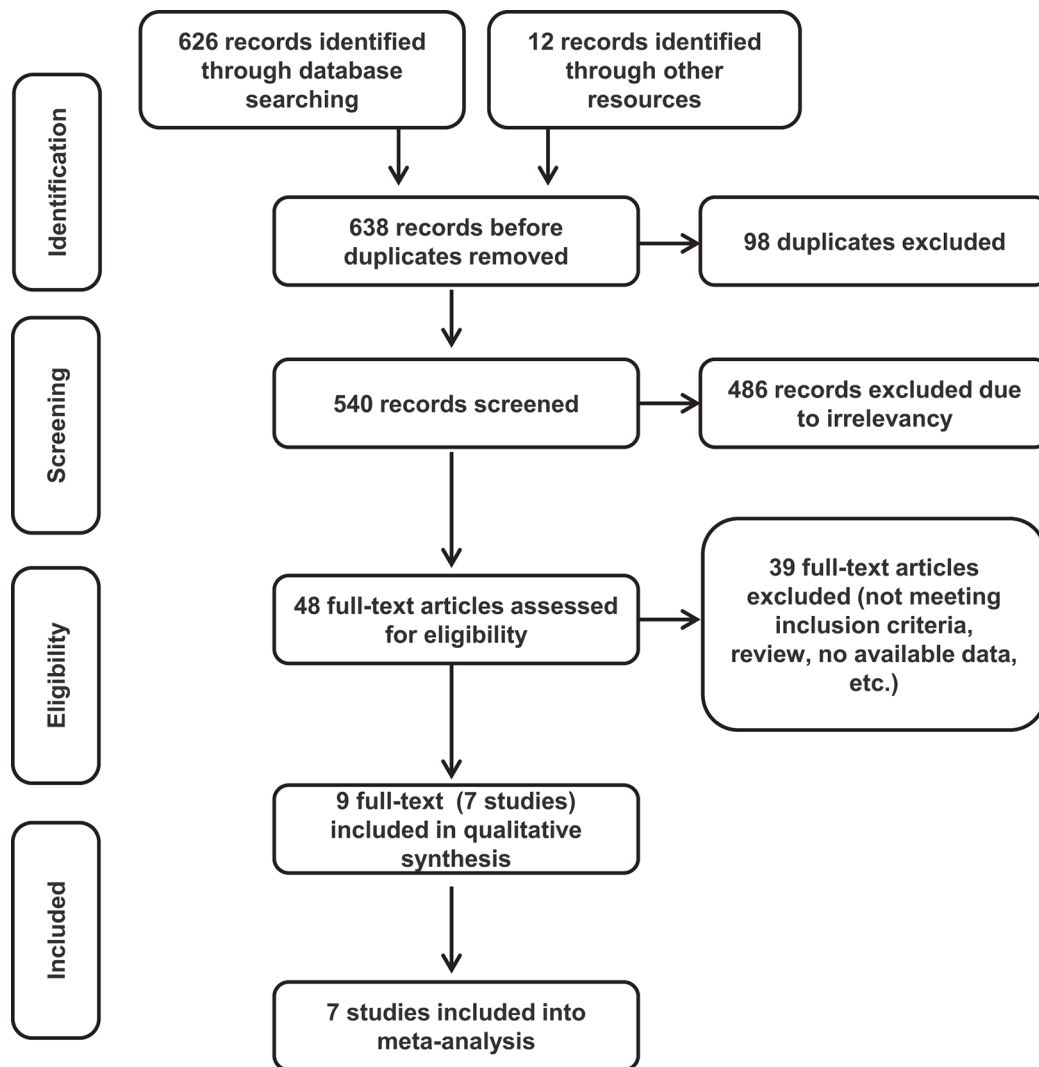 626 records identified
through database
searching
12 records identified
through other
resources
Identification
638 records before
duplicates removed
98 duplicates excluded
Screening
540 records screened
486 records excluded due
to irrelevancy
Eligibility
48 full-text articles assessed
for eligibility
39 full-text articles
excluded (not meeting
inclusion criteria,
review, no available data,
etc.)
9 full-text (7 studies)
included in qualitative
synthesis
Included
7 studies included into
meta-analysis